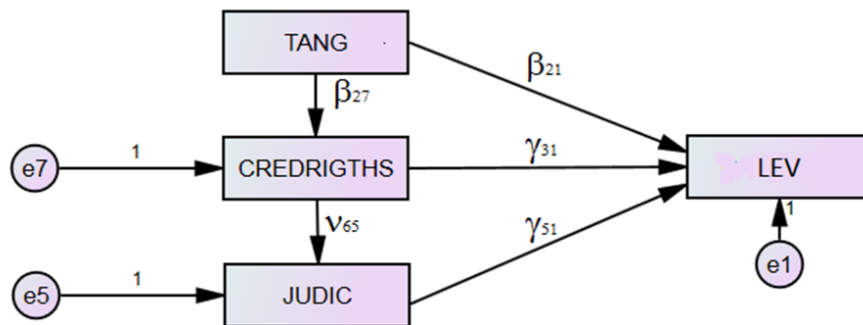 TANG
β21
β27
e7
1
CREDRIGTHS
γ31
LEV
ν65
γ51
1
e5
1
JUDIC
e1